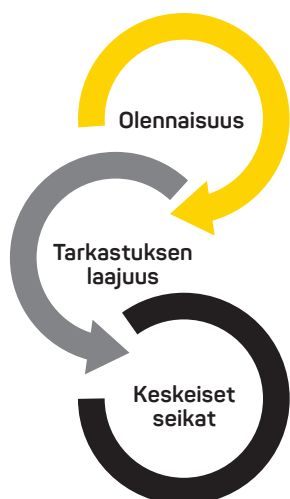 Olennaisuus
Tarkastuksen
laajuus
Keskeiset
seikat